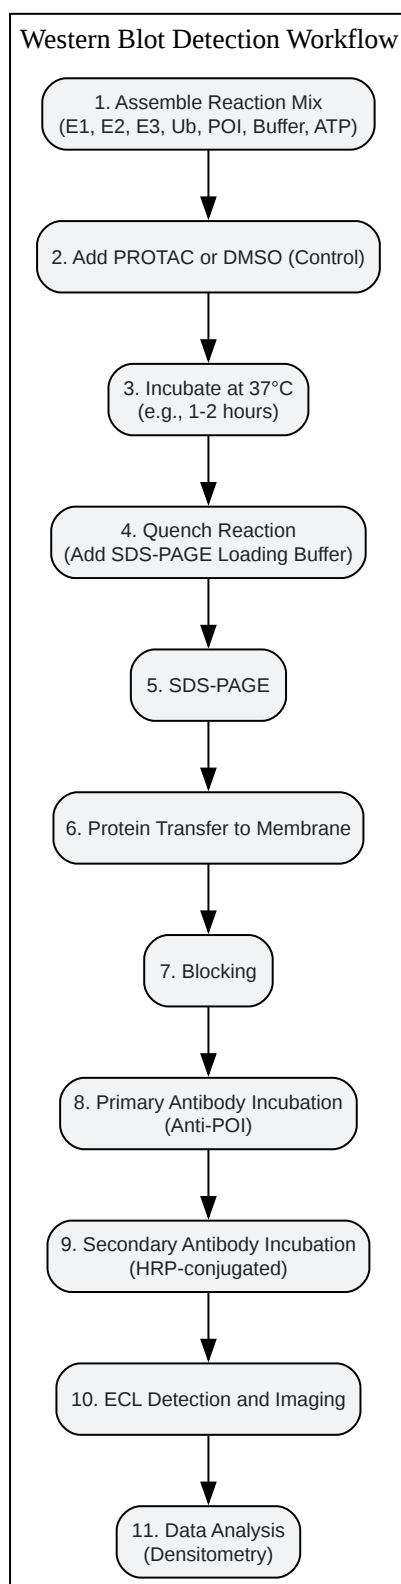 Western Blot Detection Workflow
1. Assemble Reaction Mix
(E1, E2, E3, Ub, POI, Buffer, ATP)
2. Add PROTAC or DMSO (Control)
3. Incubate at 37°C
(e.g., 1-2 hours)
4. Quench Reaction
(Add SDS-PAGE Loading Buffer)
5. SDS-PAGE
6. Protein Transfer to Membrane
7. Blocking
8. Primary Antibody Incubation
(Anti-POI)
9. Secondary Antibody Incubation
(HRP-conjugated)
10. ECL Detection and Imaging
11. Data Analysis
(Densitometry)